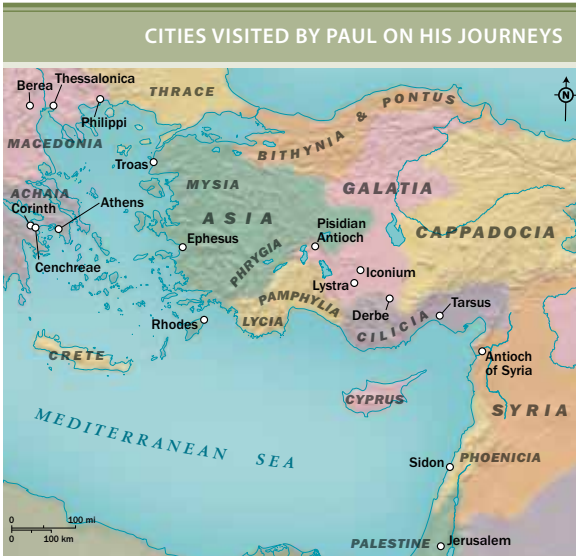 CITIES VISITED BY PAUL ON HIS JOURNEYS
N
Berea
Thessalonica
Philippi
THRACE
BITHYNIA & PONTUS
MACEDONIA
Troas
MYSIA
GALATIA
ACHAIA
Corinth
Athens
ASIA
Pisidian
Antioch
CAPPADOCIA
Ephesus
Cenchreae
PHRYGIA
Iconium
Lystra
PAMPHYLIA
Derbe
Tarsus
Rhodes
LYCIA
CILICIA
CRETE
Antioch
of Syria
CYPRUS
SYRIA
MEDITERRANEAN SEA
Sidon
PHOENICIA
0 100 mi
0 100 km
PALESTINE
Jerusalem